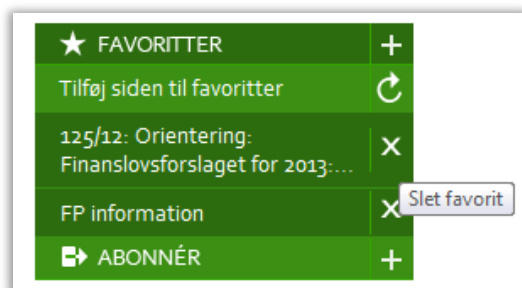 FAVORITTER
Tilføj siden til favoritter
125/12: Orientering:
Finanslovsforslaget for 2013:...
Slet favorit
FP information
ABONNÉR